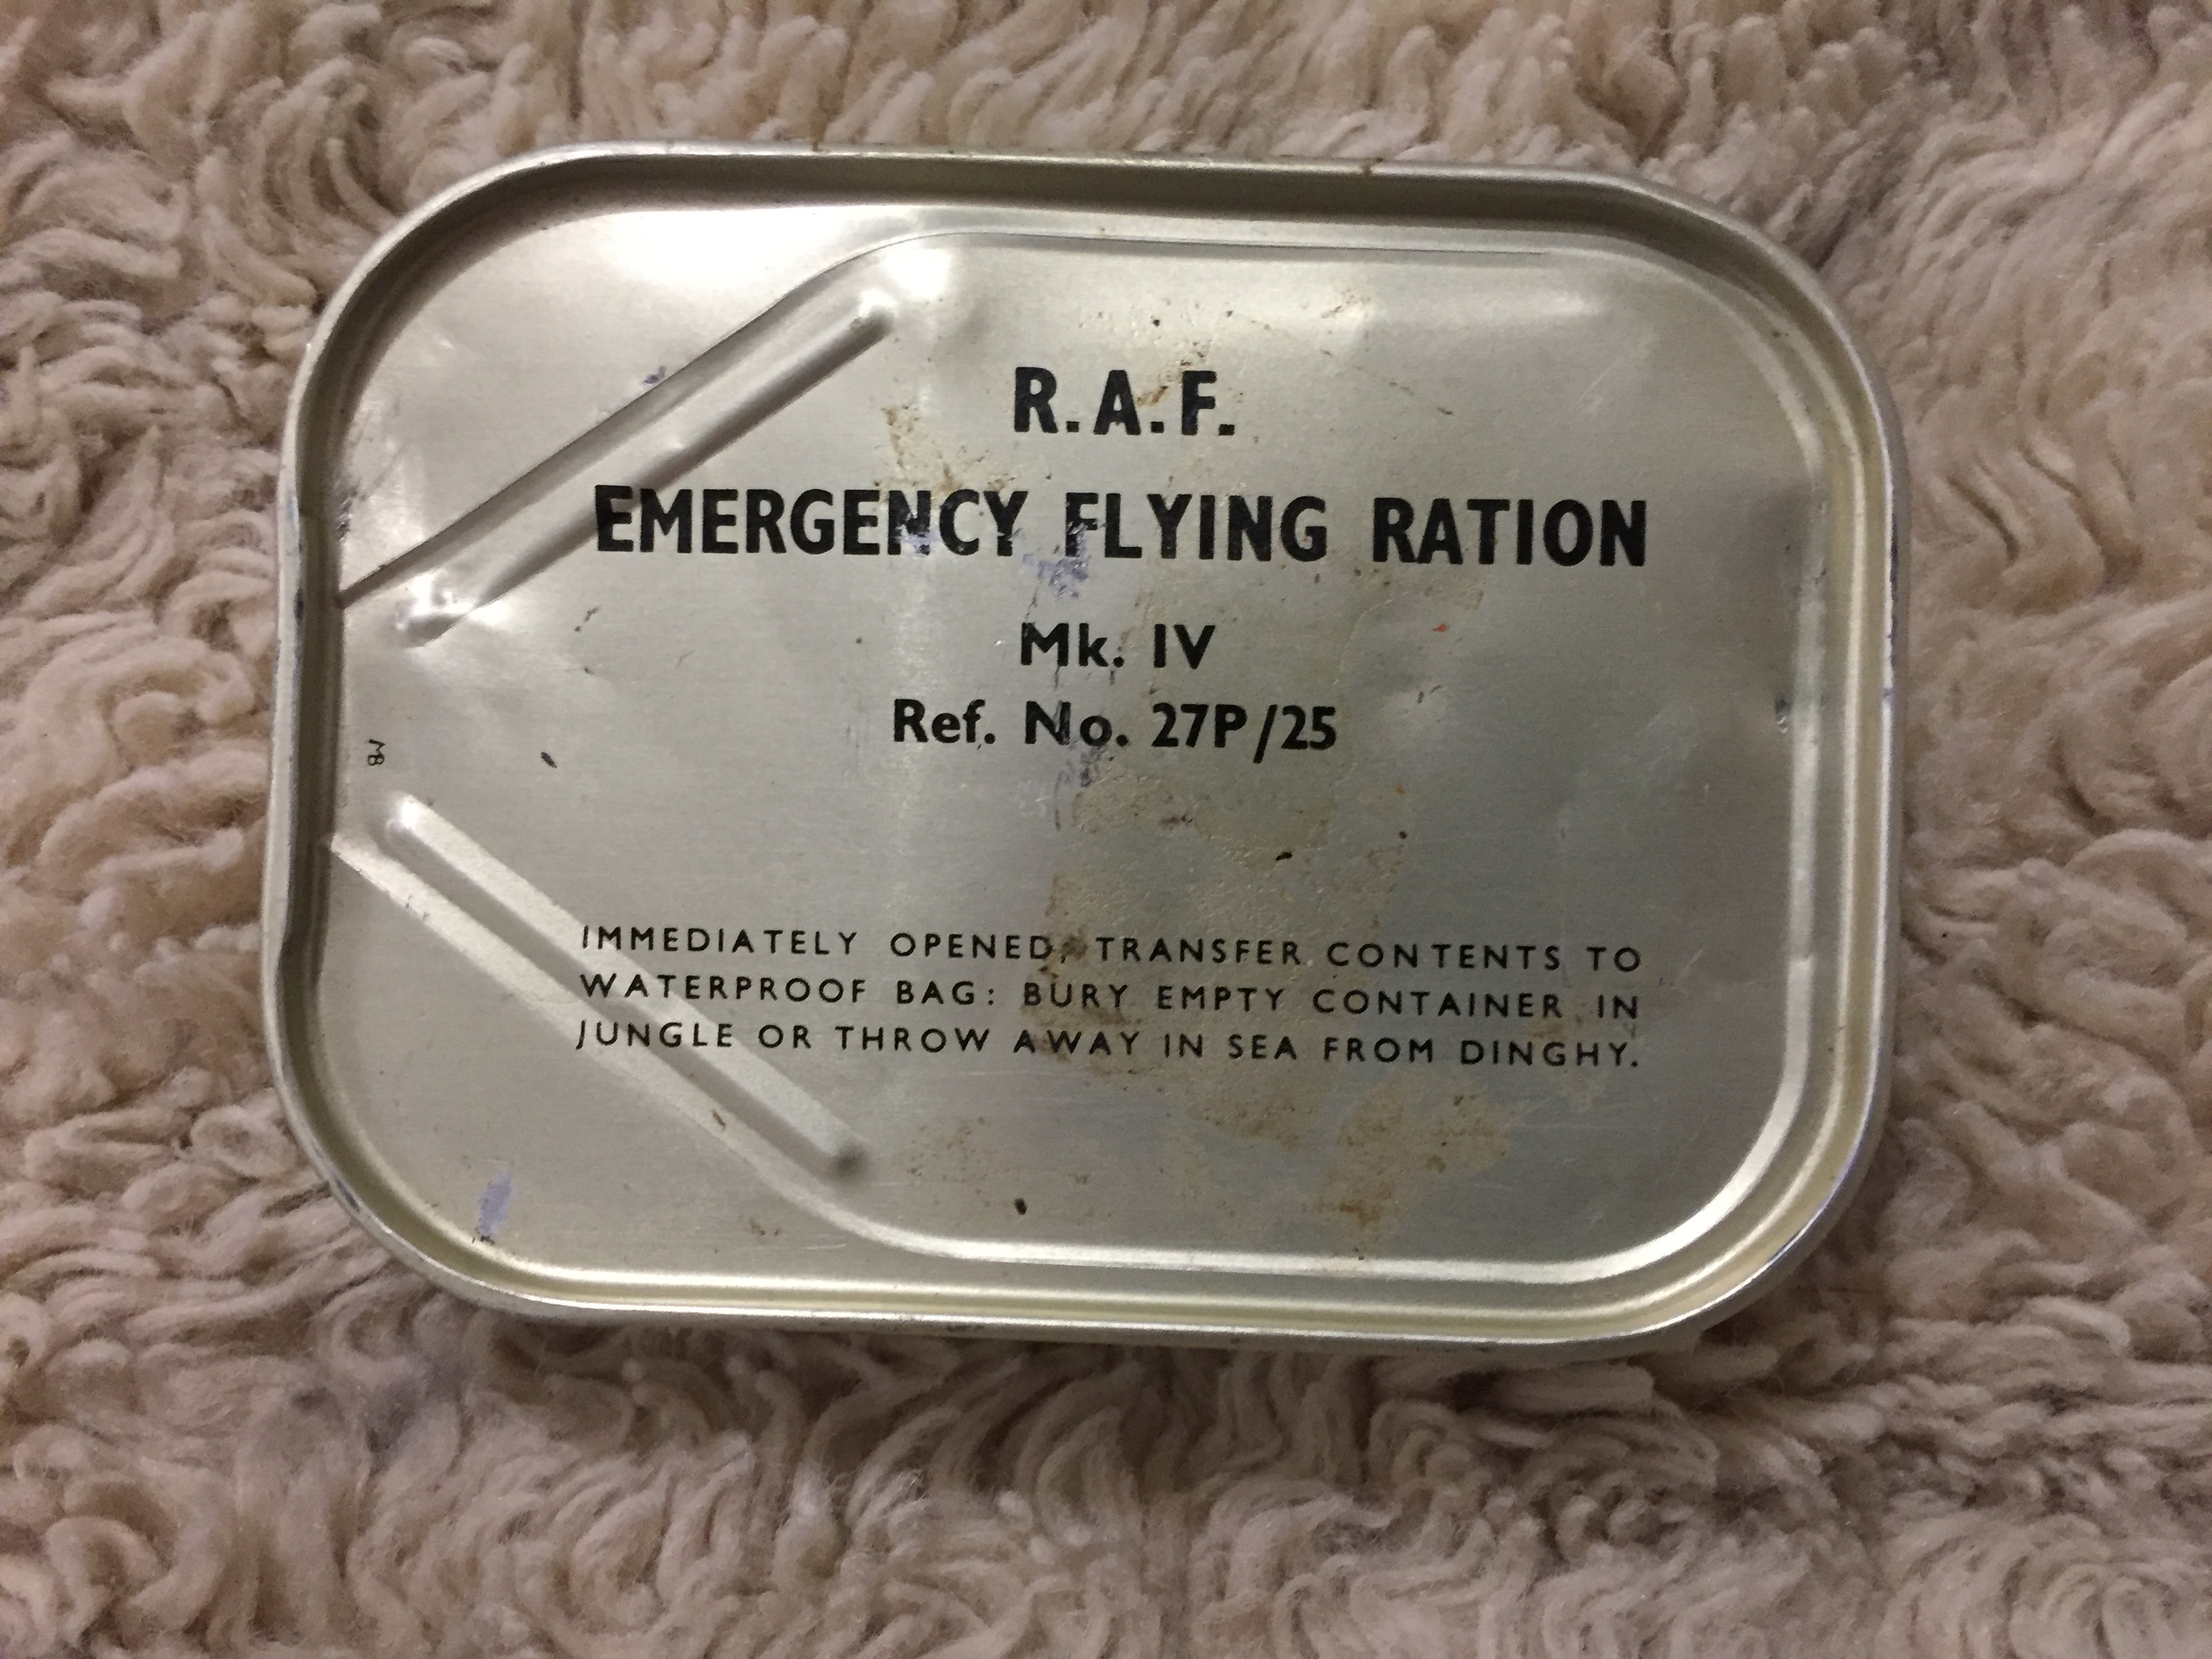 R.A.F.
EMERGENCY FLYING RATION
Mk. IV
Ref. No. 27P/25
MB
IMMEDIATELY OPENED, TRANSFER CONTENTS TO
WATERPROOF BAG: BURY EMPTY CONTAINER IN
JUNGLE OR THROW AWAY IN SEA FROM DINGHY.